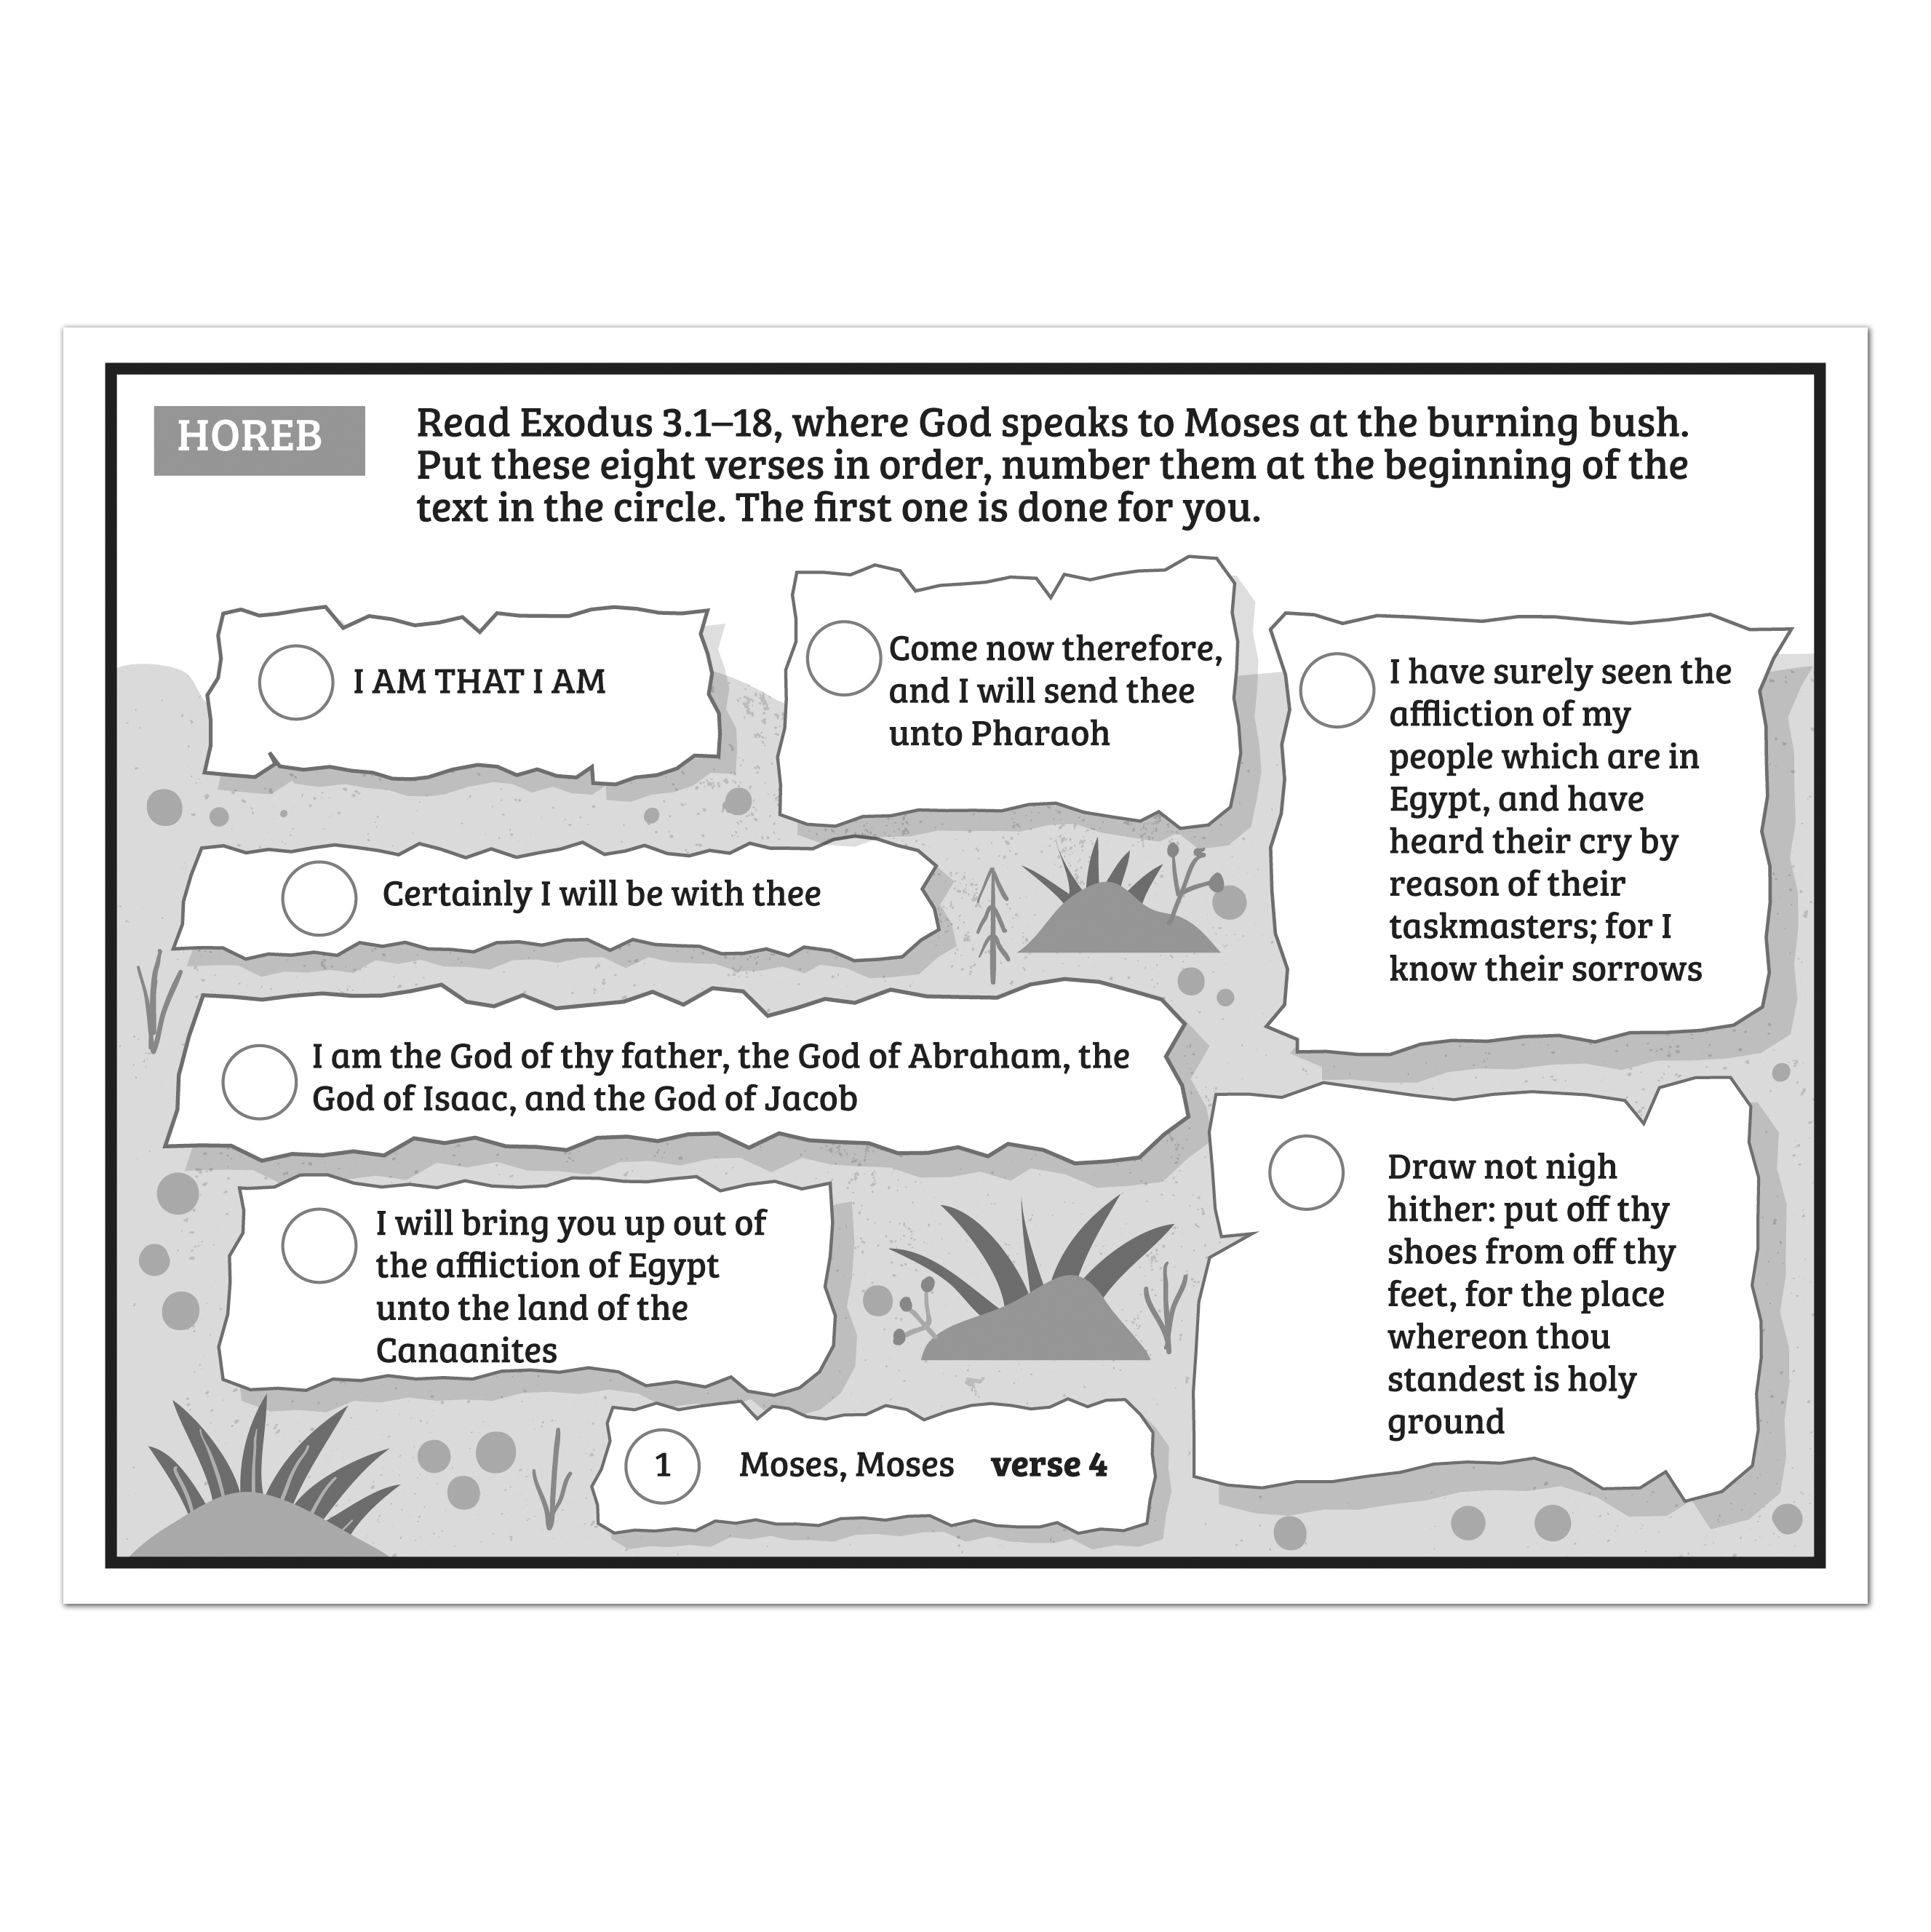 HOREB
Read Exodus 3.1–18, where God speaks to Moses at the burning bush.
Put these eight verses in order, number them at the beginning of the
text in the circle. The first one is done for you.
I AM THAT I AM
Come now therefore,
and I will send thee
unto Pharaoh
I have surely seen the
affliction of my
people which are in
Egypt, and have
heard their cry by
reason of their
taskmasters; for I
know their sorrows
Certainly I will be with thee
I am the God of thy father, the God of Abraham, the
God of Isaac, and the God of Jacob
Draw not nigh
hither: put off thy
shoes from off thy
feet, for the place
whereon thou
standest is holy
ground
I will bring you up out of
the affliction of Egypt
unto the land of the
Canaanites
1 Moses, Moses verse 4